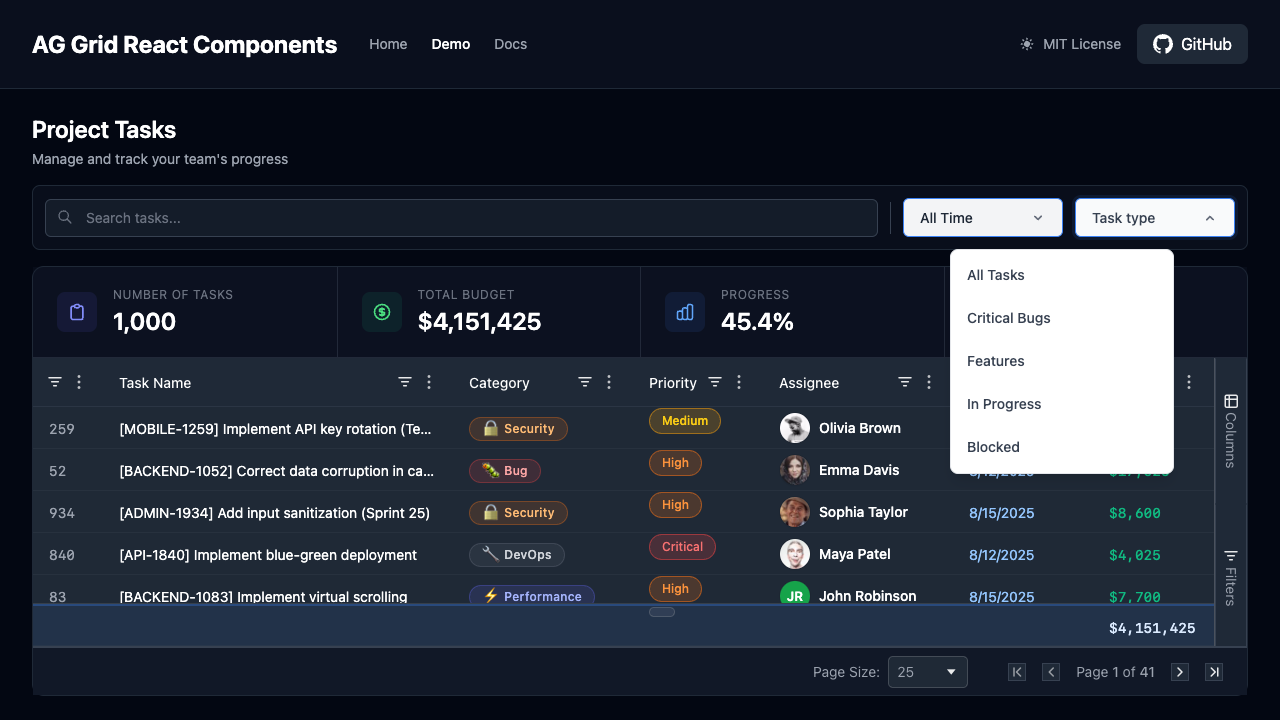 AG Grid React Components
Home
Demo
Docs
MIT License
GitHub
Project Tasks
Manage and track your team's progress
Search tasks...
All Time
Task type
All Tasks
Critical Bugs
Features
In Progress
Blocked
NUMBER OF TASKS
1,000
TOTAL BUDGET
$4,151,425
PROGRESS
45.4%
Task Name
Category
Priority
Assignee
259 [MOBILE-1259] Implement API key rotation (Te... Security Medium Olivia Brown
52 [BACKEND-1052] Correct data corruption in ca... Bug High Emma Davis
934 [ADMIN-1934] Add input sanitization (Sprint 25) Security High Sophia Taylor 8/15/2025 $8,600
840 [API-1840] Implement blue-green deployment DevOps Critical Maya Patel 8/12/2025 $4,025
83 [BACKEND-1083] Implement virtual scrolling Performance High JR John Robinson 8/15/2025 $7,700
$4,151,425
Columns
Filters
Page Size:
25
Page 1 of 41